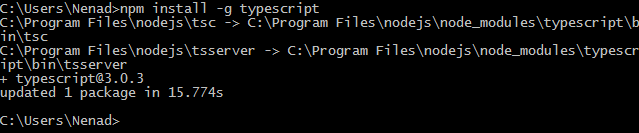 C:\Users\Nenad>npm install -g typescript
C:\Program Files\nodejs\tsc -> C:\Program Files\nodejs\node_modules\typescript\b
in\tsc
C:\Program Files\nodejs\tsserver -> C:\Program Files\nodejs\node_modules\typescr
ipt\bin\tsserver
+ typescript@3.0.3
updated 1 package in 15.774s
C:\Users\Nenad>